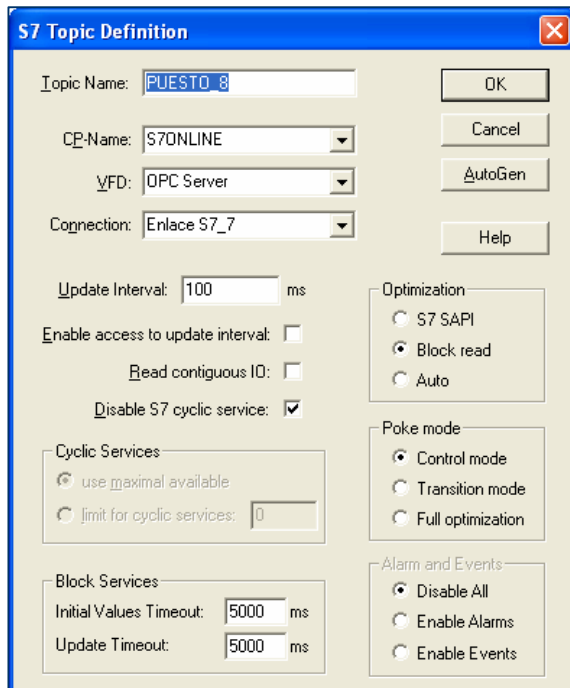 S7 Topic Definition
Topic Name: PUESTO_8
CP-Name: S7ONLINE
VFD: OPC Server
Connection: Enlace S7_7
OK
Cancel
AutoGen
Help
Update Interval: 100 ms
Enable access to update interval:
Read contiguous IO:
Disable S7 cyclic service:
Optimization
S7 SAPI
Block read
Auto
Cyclic Services
use maximal available
limit for cyclic services: 0
Poke mode
Control mode
Transition mode
Full optimization
Block Services
Initial Values Timeout: 5000 ms
Update Timeout: 5000 ms
Alarm and Events
Disable All
Enable Alarms
Enable Events